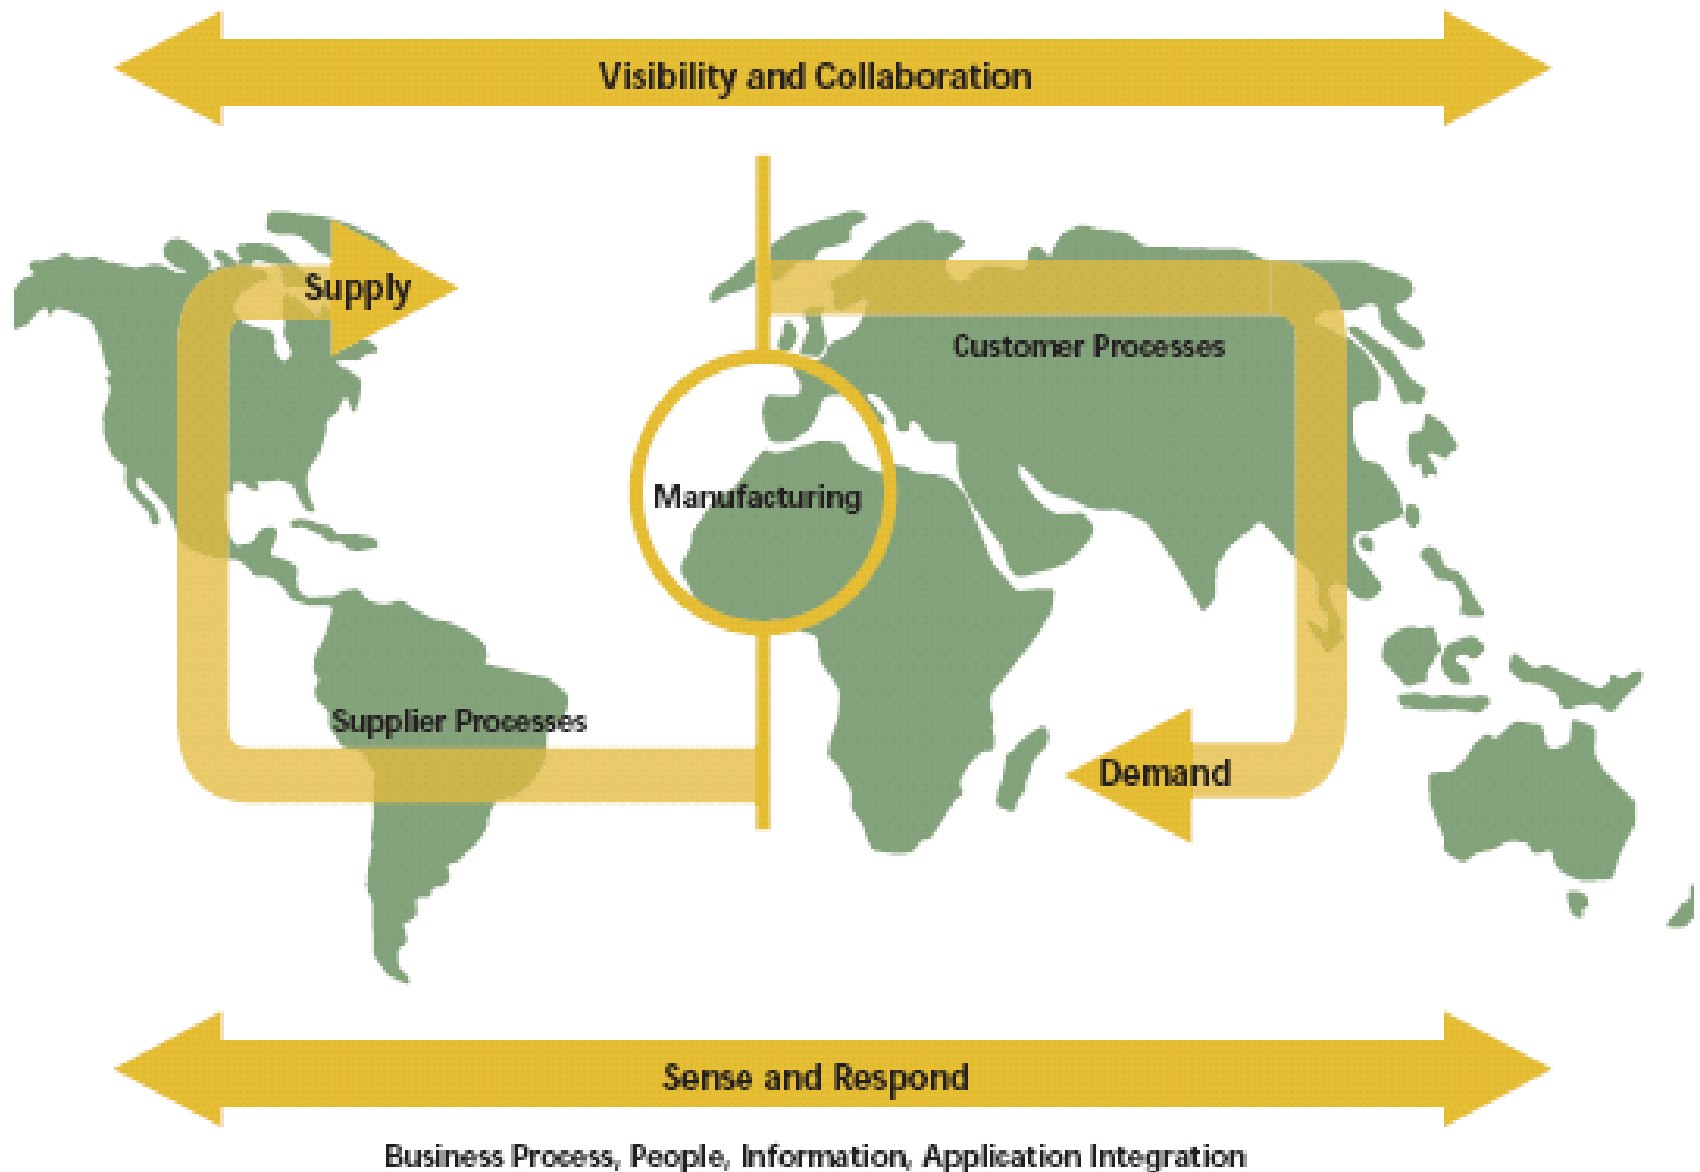 Visibility and Collaboration
Supply
Customer Processes
Manufacturing
Supplier Processes
Demand
Sense and Respond
Business Process, People, Information, Application Integration